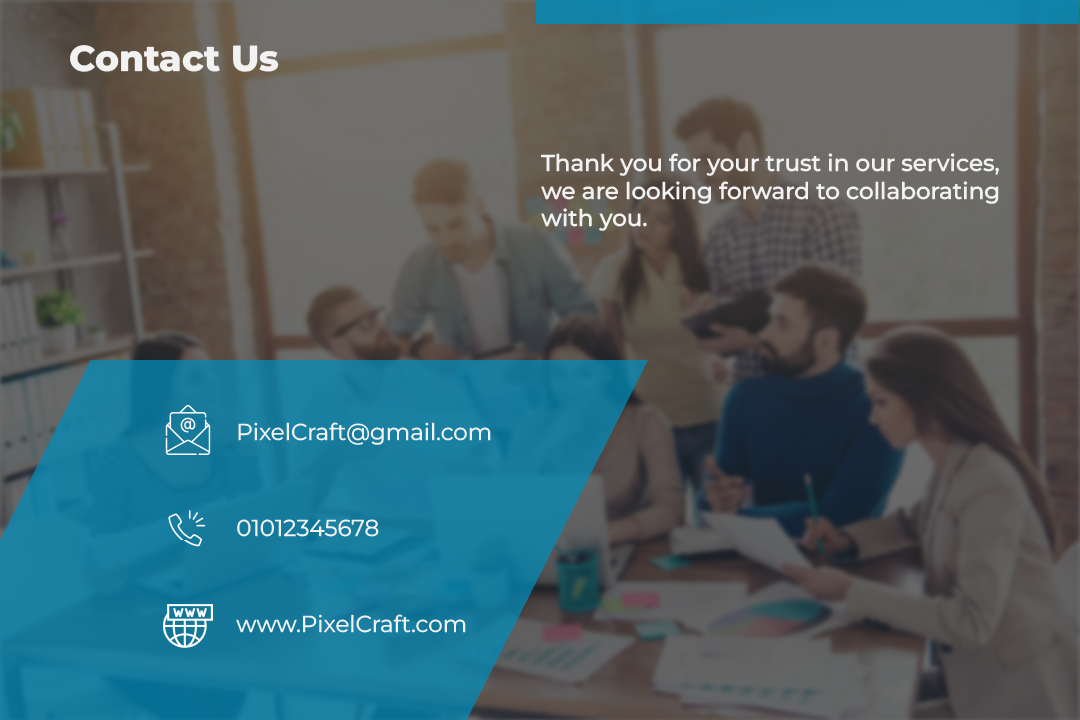 Contact Us
Thank you for your trust in our services,
we are looking forward to collaborating
with you.
@
PixelCraft@gmail.com
01012345678
WWW
www.PixelCraft.com